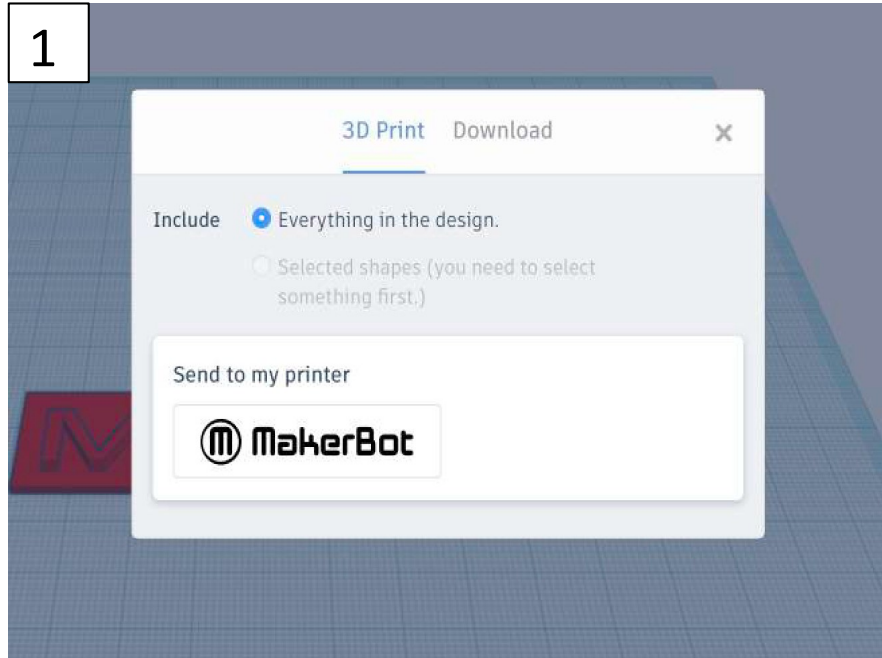 1
3D Print Download ×
Include Everything in the design.
Selected shapes (you need to select
something first.)
Send to my printer
M MakerBot
M